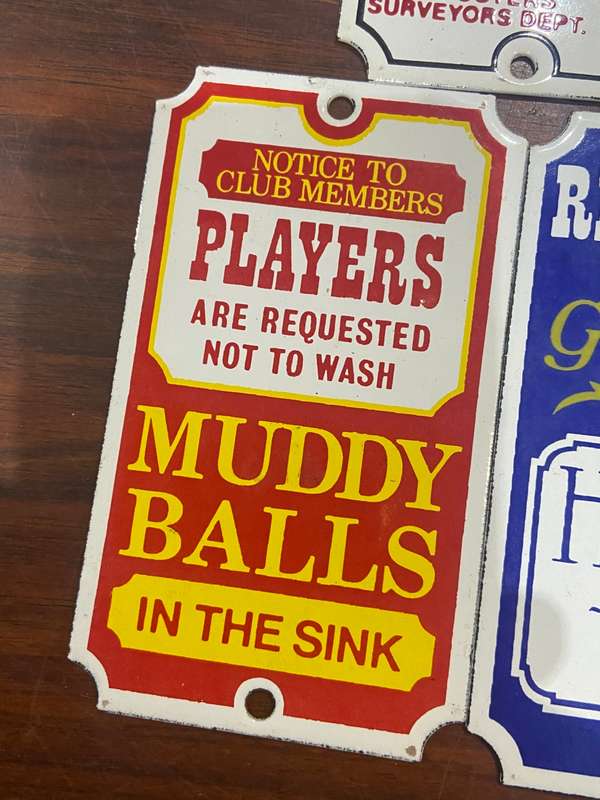 SURVEYORS DEPT.
NOTICE TO
CLUB MEMBERS
PLAYERS
ARE REQUESTED
NOT TO WASH
MUDDY
BALLS
IN THE SINK